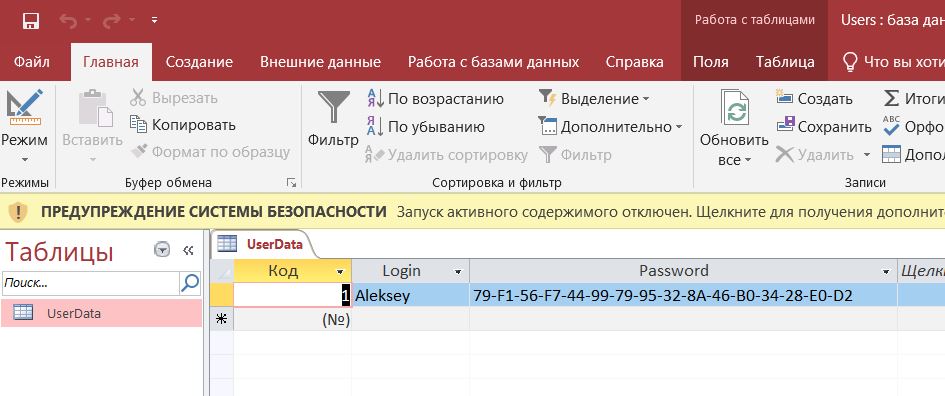 Работа с таблицами
Users : база дан
Файл Главная Создание Внешние данные Работа с базами данных Справка Поля Таблица Что вы хоти
Режим
Режимы
Вставить
Вырезать
Копировать
Формат по образцу
Буфер обмена
Фильтр
По возрастанию
По убыванию
Удалить сортировку
Выделение
Дополнительно
Фильтр
Сортировка и фильтр
Обновить
все
Создать
Сохранить
Удалить
Итоги
ABC
Орфо
Допол
Записи
ПРЕДУПРЕЖДЕНИЕ СИСТЕМЫ БЕЗОПАСНОСТИ Запуск активного содержимого отключен. Щелкните для получения дополните
Таблицы
Поиск...
UserData
UserData
Код Login Password Щелкн
1 Aleksey 79-F1-56-F7-44-99-79-95-32-8A-46-B0-34-28-E0-D2
(№)